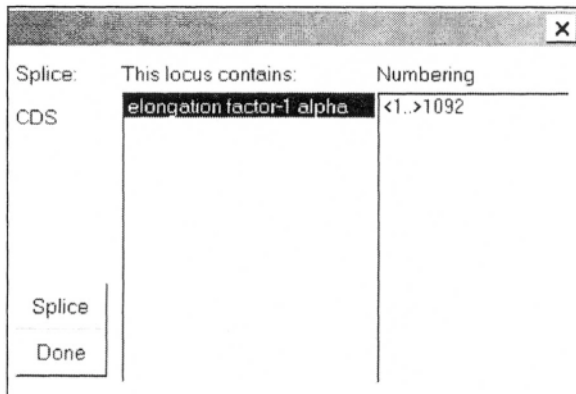 Splice: This locus contains: Numbering
CDS elongation factor-1 alpha <1..>1092
Splice
Done